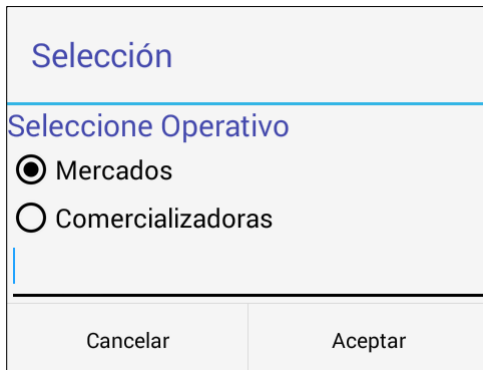 Selección
Seleccione Operativo
Mercados
Comercializadoras
Cancelar Aceptar